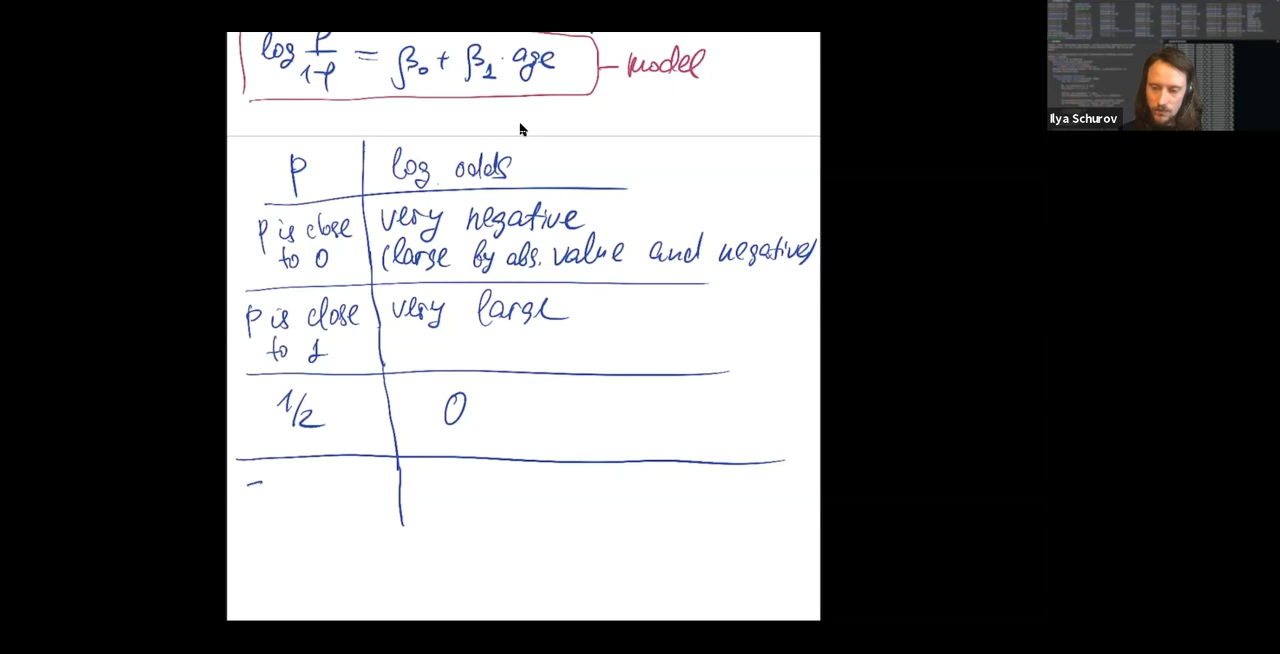 log p/1-p = β₀ + β₁ · age — model
p | log odds
p is close to 0 | very negative
(large by abs. value and negative)
p is close to 1 | very large
1/2 | 0
Ilya Schurov